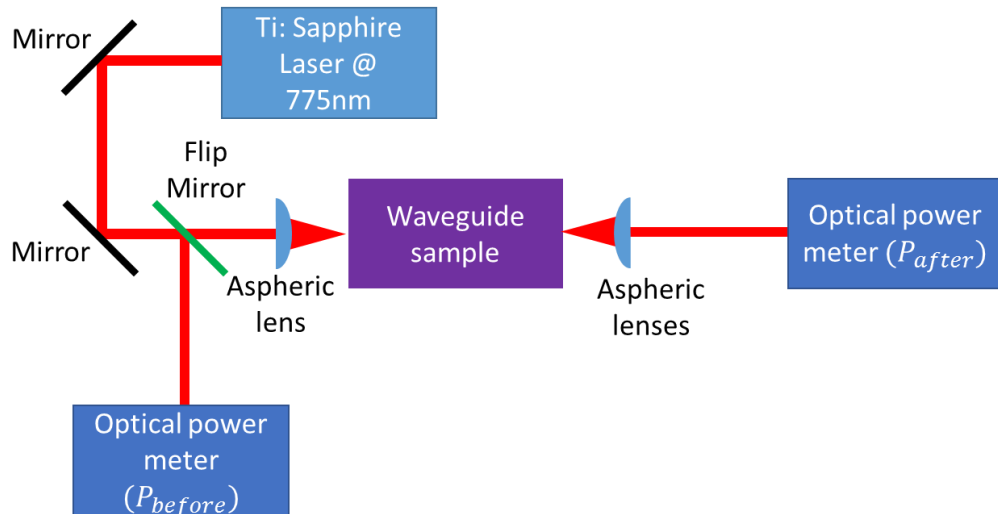 Mirror
Ti: Sapphire
Laser @
775nm
Flip
Mirror
Mirror
Waveguide
sample
Optical power
meter (P_after)
Aspheric
lens
Aspheric
lenses
Optical power
meter
(P_before)